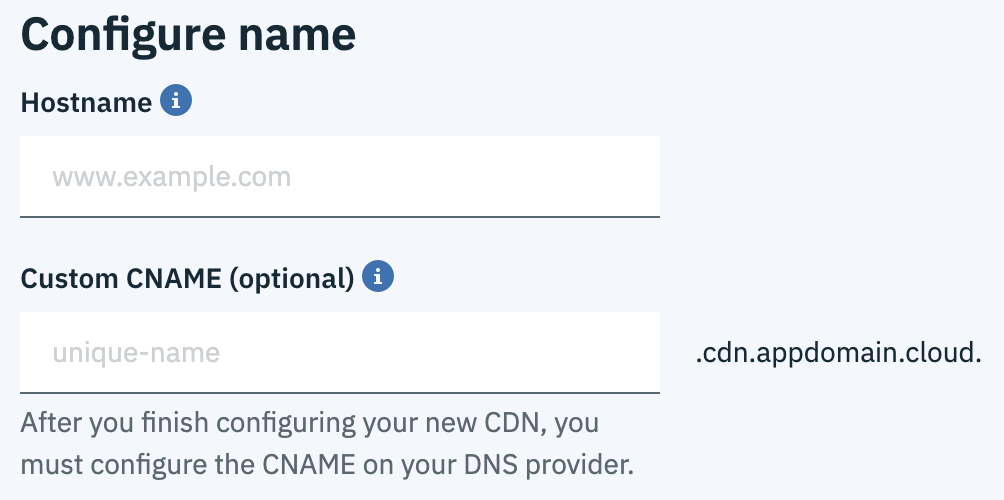 Configure name
Hostname i
www.example.com
Custom CNAME (optional) i
unique-name .cdn.appdomain.cloud.
After you finish configuring your new CDN, you
must configure the CNAME on your DNS provider.